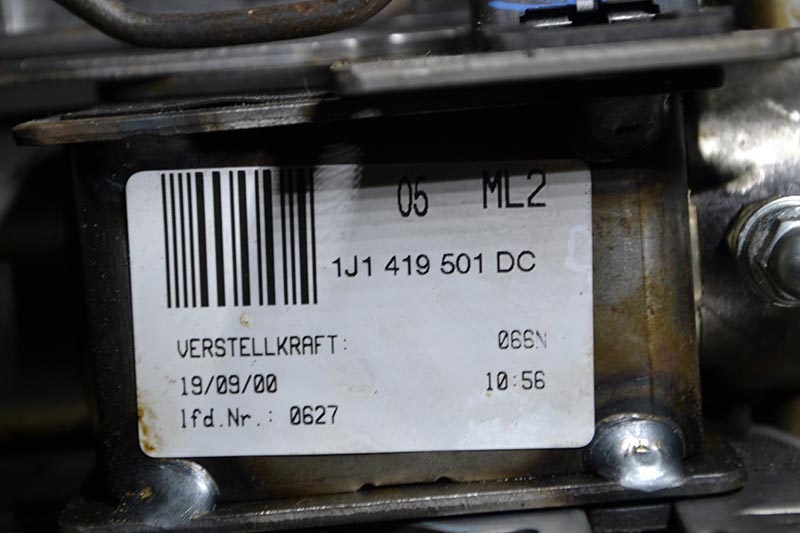 05 ML2
1J1 419 501 DC
VERSTELLKRAFT: 066N
19/09/00 10:56
lfd.Nr.: 0627